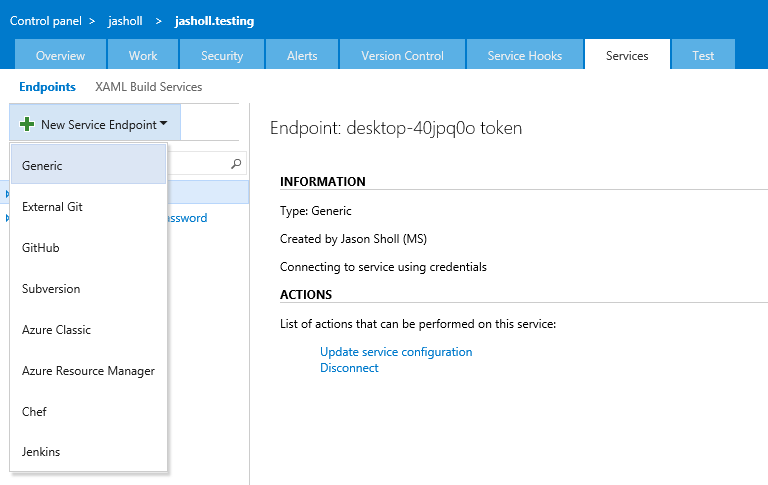 Control panel > jasholl > jasholl.testing
Overview Work Security Alerts Version Control Service Hooks Services Test
Endpoints XAML Build Services
New Service Endpoint
Endpoint: desktop-40jpq0o token
Generic
External Git
GitHub
Subversion
Azure Classic
Azure Resource Manager
Chef
Jenkins
assword
INFORMATION
Type: Generic
Created by Jason Sholl (MS)
Connecting to service using credentials
ACTIONS
List of actions that can be performed on this service:
Update service configuration
Disconnect